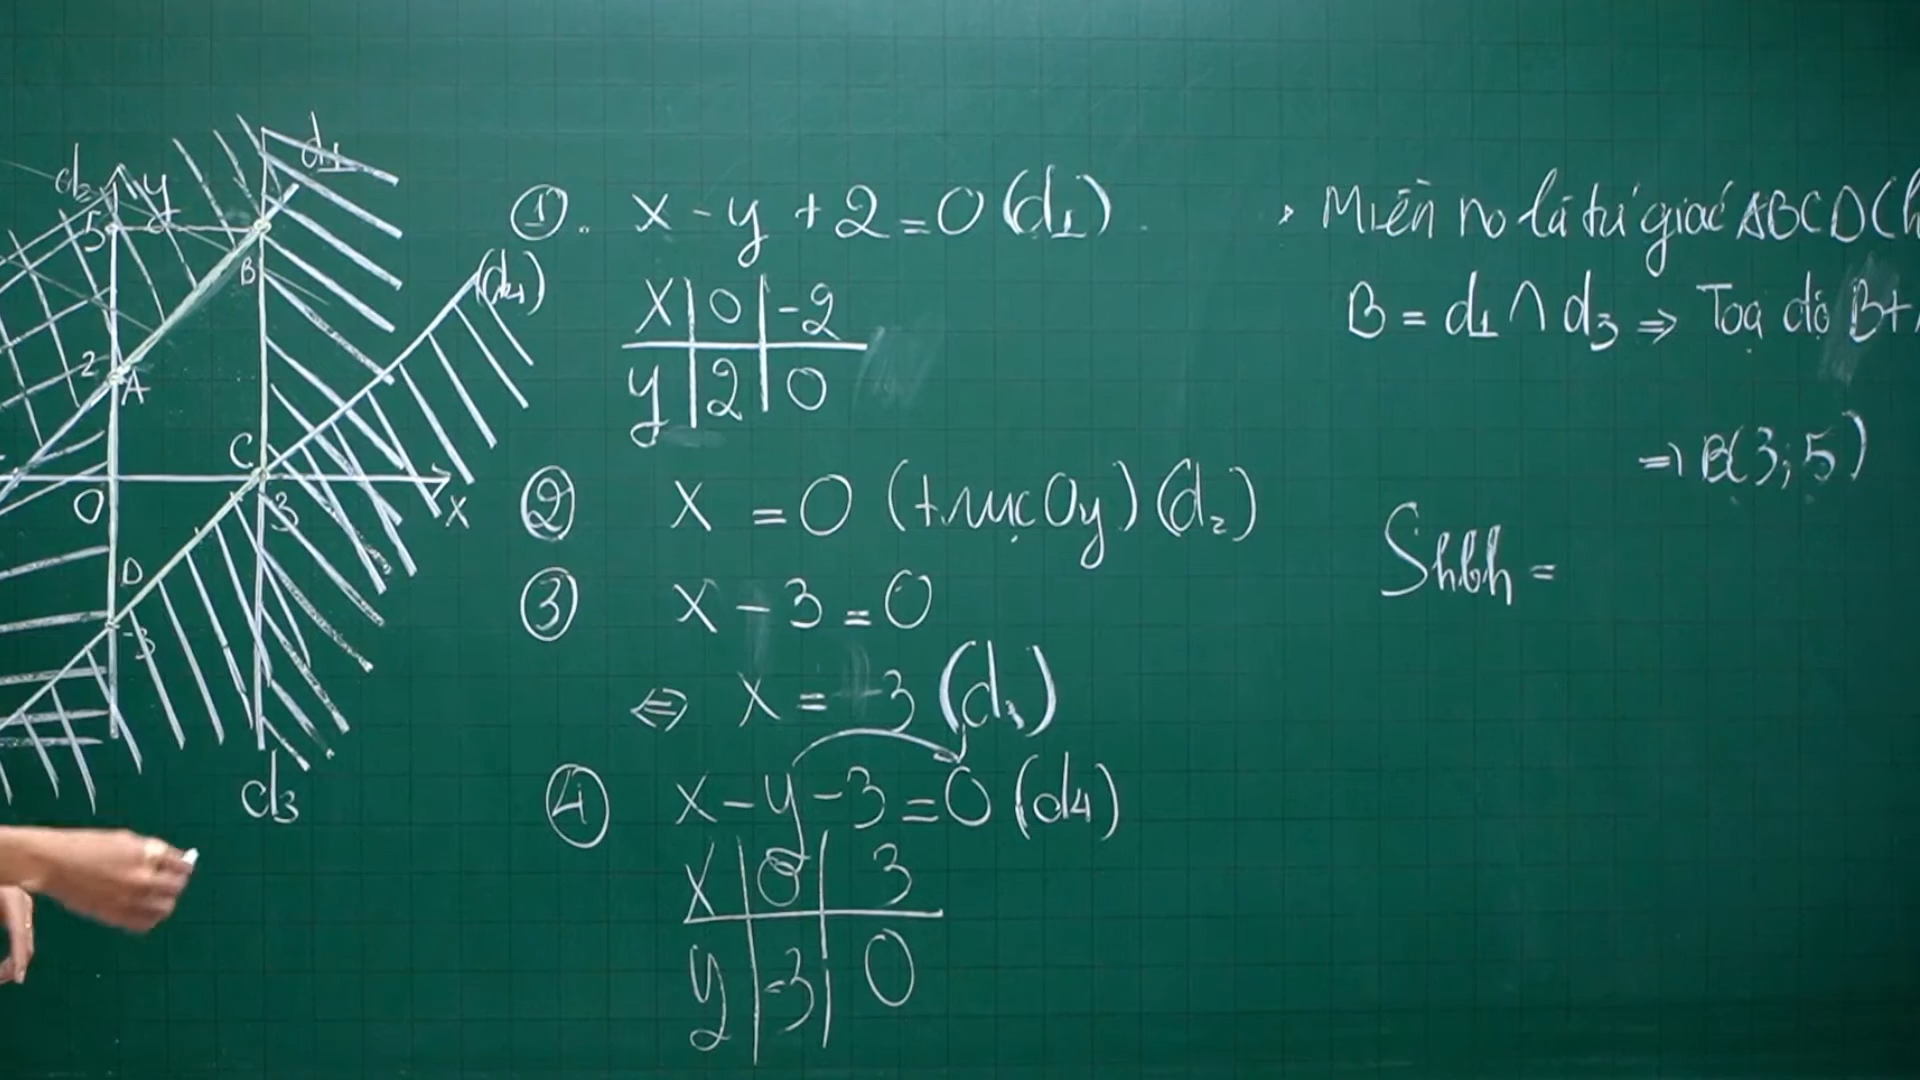 d₁
d₂ y
5
B
(d₄)
2 A
C
O 3 x
D
-3
d₃
① . x - y + 2 = 0 (d₁)
x | 0 | -2
y | 2 | 0
② x = 0 (trục Oy) (d₂)
③ x - 3 = 0
⇔ x = 3 (d₃)
④ x - y - 3 = 0 (d₄)
x | 0 | 3
y | -3 | 0
Miền no là tứ giác ABCD (h
B = d₁ ∩ d₃ ⇒ Toạ độ B t
⇒ B(3; 5)
Shbh =